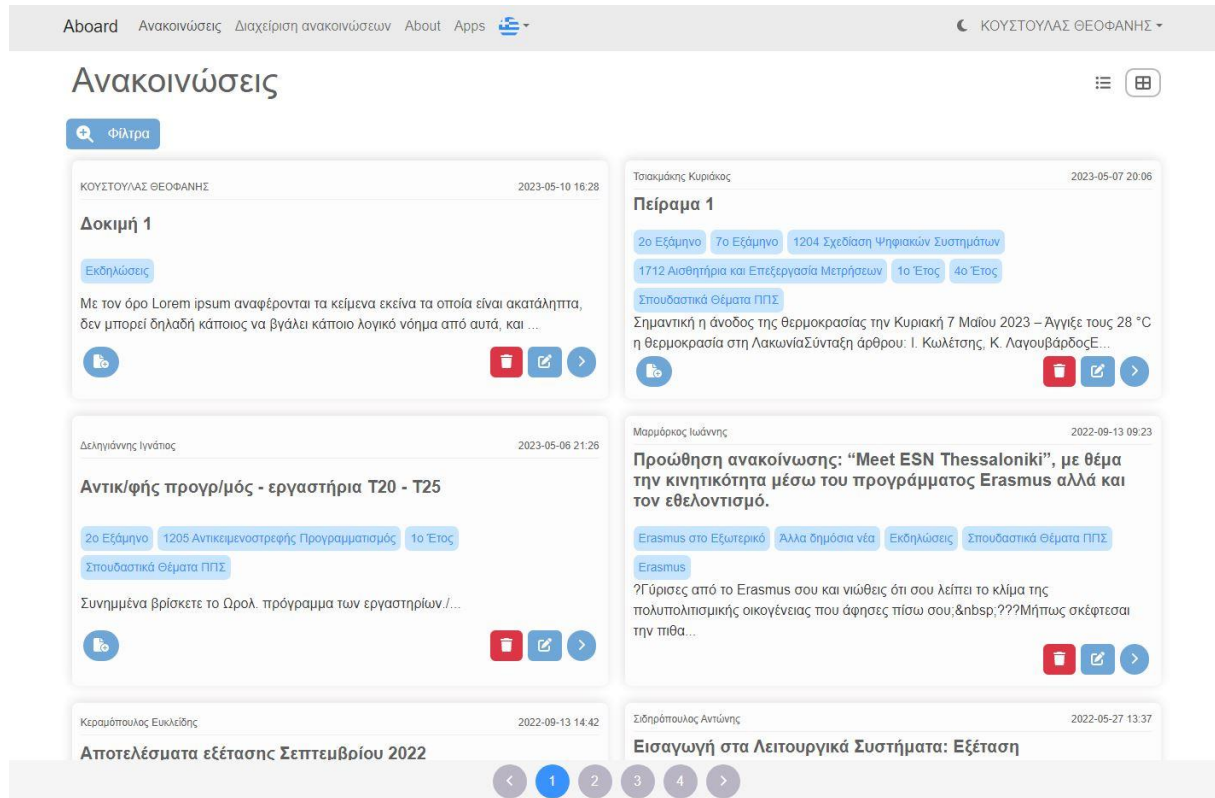 Aboard Ανακοινώσεις Διαχείριση ανακοινώσεων About Apps ΚΟΥΣΤΟΥΛΑΣ ΘΕΟΦΑΝΗΣ
Ανακοινώσεις
Φίλτρα
ΚΟΥΣΤΟΥΛΑΣ ΘΕΟΦΑΝΗΣ 2023-05-10 16:28
Δοκιμή 1
Εκδηλώσεις
Με τον όρο Lorem ipsum αναφέρονται τα κείμενα εκείνα τα οποία είναι ακατάληπτα,
δεν μπορεί δηλαδή κάποιος να βγάλει κάποιο λογικό νόημα από αυτά, και ...
Τσιακμάκης Κυριάκος 2023-05-07 20:06
Πείραμα 1
2ο Εξάμηνο 7ο Εξάμηνο 1204 Σχεδίαση Ψηφιακών Συστημάτων
1712 Αισθητήρια και Επεξεργασία Μετρήσεων 1ο Έτος 4ο Έτος
Σπουδαστικά Θέματα ΠΠΣ
Σημαντική η άνοδος της θερμοκρασίας την Κυριακή 7 Μαΐου 2023 – Άγγιξε τους 28 °C
η θερμοκρασία στη ΛακωνίαΣύνταξη άρθρου: Ι. Κωλέτσης, Κ. ΛαγουβάρδοςΕ...
Δεληγιάννης Ιγνάτιος 2023-05-06 21:26
Αντικ/φής προγρ/μός - εργαστήρια Τ20 - Τ25
2ο Εξάμηνο 1205 Αντικειμενοστρεφής Προγραμματισμός 1ο Έτος
Σπουδαστικά Θέματα ΠΠΣ
Συνημμένα βρίσκετε το Ωρολ. πρόγραμμα των εργαστηρίων./...
Μαρμόρκος Ιωάννης 2022-09-13 09:23
Προώθηση ανακοίνωσης: “Meet ESN Thessaloniki”, με θέμα
την κινητικότητα μέσω του προγράμματος Erasmus αλλά και
τον εθελοντισμό.
Erasmus στο Εξωτερικό Άλλα δημόσια νέα Εκδηλώσεις Σπουδαστικά Θέματα ΠΠΣ
Erasmus
?Γύρισες από το Erasmus σου και νιώθεις ότι σου λείπει το κλίμα της
πολυπολιτισμικής οικογένειας που άφησες πίσω σου;&nbsp;???Μήπως σκέφτεσαι
την πιθα...
Κεραμόπουλος Ευκλείδης 2022-09-13 14:42
Αποτελέσματα εξέτασης Σεπτεμβρίου 2022
Σιδηρόπουλος Αντώνης 2022-05-27 13:37
Εισαγωγή στα Λειτουργικά Συστήματα: Εξέταση
1 2 3 4